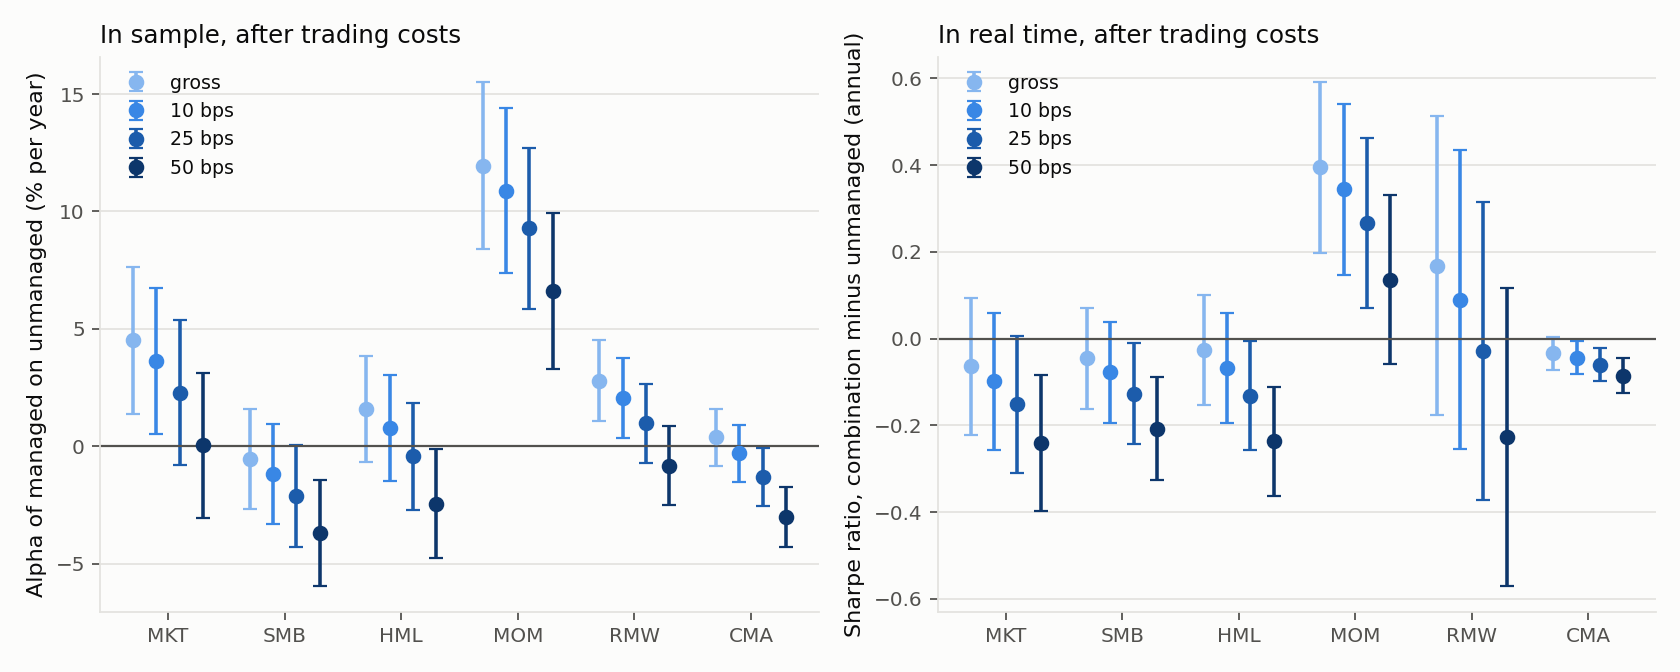 In sample, after trading costs
Alpha of managed on unmanaged (% per year)
15
10
5
0
−5
gross
10 bps
25 bps
50 bps
MKT
SMB
HML
MOM
RMW
CMA
In real time, after trading costs
Sharpe ratio, combination minus unmanaged (annual)
0.6
0.4
0.2
0.0
−0.2
−0.4
−0.6
gross
10 bps
25 bps
50 bps
MKT
SMB
HML
MOM
RMW
CMA